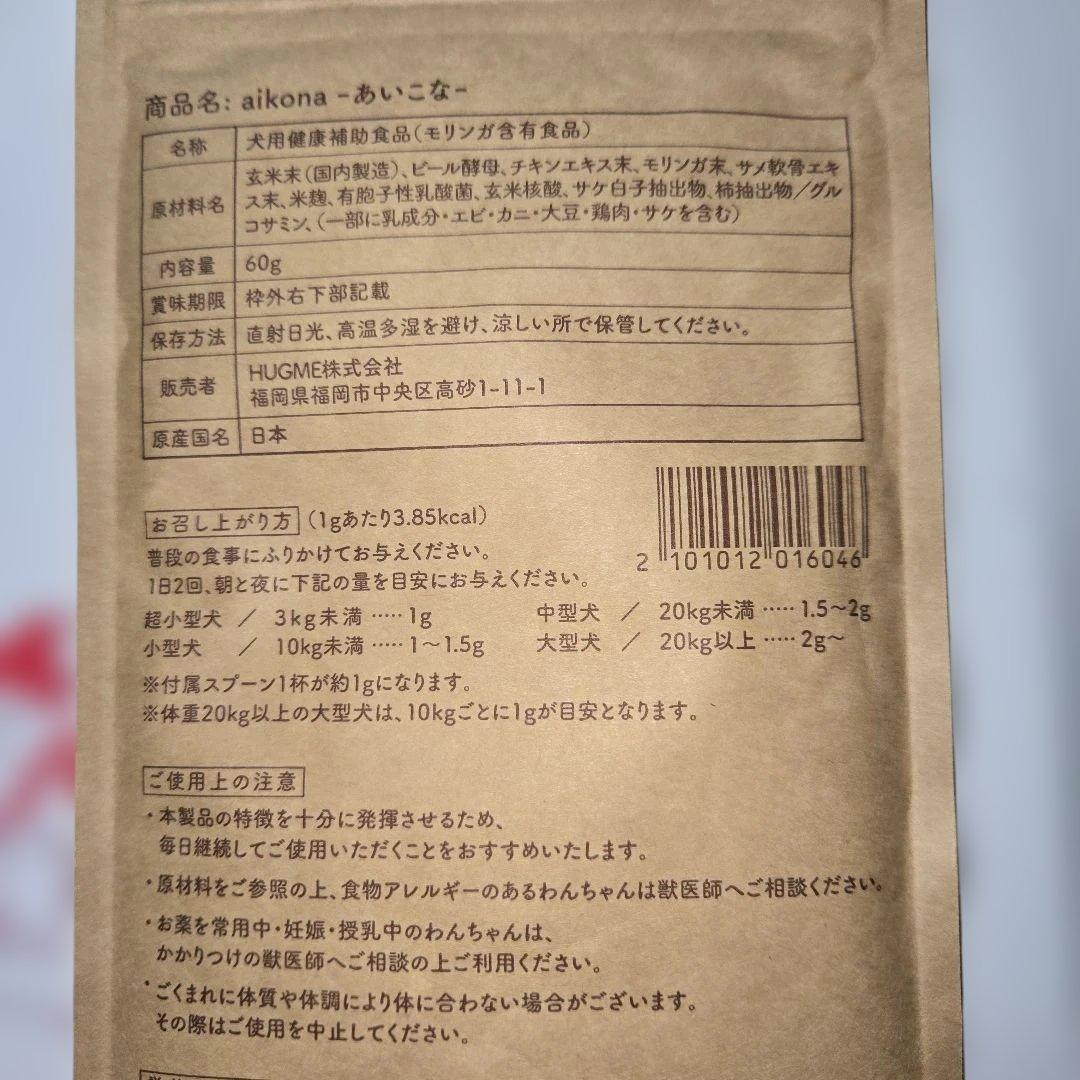 商品名: aikona -あいこな-
名称 犬用健康補助食品(モリンガ含有食品)
原材料名 玄米末(国内製造)、ビール酵母、チキンエキス末、モリンガ末、サメ軟骨エキ
ス末、米麹、有胞子性乳酸菌、玄米核酸、サケ白子抽出物、柿抽出物/グル
コサミン、(一部に乳成分・エビ・カニ・大豆・鶏肉・サケを含む)
内容量 60g
賞味期限 枠外右下部記載
保存方法 直射日光、高温多湿を避け、涼しい所で保管してください。
販売者 HUGME株式会社
福岡県福岡市中央区高砂1-11-1
原産国名 日本
お召し上がり方 (1gあたり3.85kcal)
普段の食事にふりかけてお与えください。
1日2回、朝と夜に下記の量を目安にお与えください。
2 101012 016046
超小型犬 / 3kg未満 ····· 1g 中型犬 / 20kg未満 ····· 1.5〜2g
小型犬 / 10kg未満 ····· 1〜1.5g 大型犬 / 20kg以上 ····· 2g〜
※付属スプーン1杯が約1gになります。
※体重20kg以上の大型犬は、10kgごとに1gが目安となります。
ご使用上の注意
・本製品の特徴を十分に発揮させるため、
毎日継続してご使用いただくことをおすすめいたします。
・原材料をご参照の上、食物アレルギーのあるわんちゃんは獣医師へご相談ください。
・お薬を常用中・妊娠・授乳中のわんちゃんは、
かかりつけの獣医師へご相談の上ご利用ください。
・ごくまれに体質や体調により体に合わない場合がございます。
その際はご使用を中止してください。